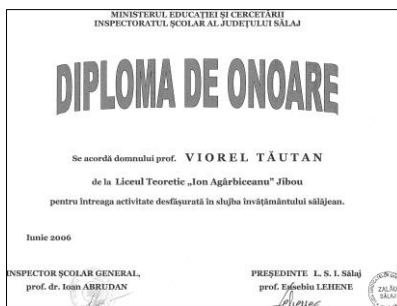 MINISTERUL EDUCAȚIEI ȘI CERCETĂRII
INSPECTORATUL ȘCOLAR AL JUDEȚULUI SĂLAJ
DIPLOMA DE ONOARE
Se acordă domnului prof. VIOREL TĂUTAN
de la Liceul Teoretic „Ion Agârbiceanu" Jibou
pentru întreaga activitate desfășurată în slujba învățământului sălăjean.
Iunie 2006
INSPECTOR ȘCOLAR GENERAL,
prof. dr. Ioan ABRUDAN
PREȘEDINTE L. S. I. Sălaj
prof. Eusebiu LEHENE
ZALĂU
SĂLAJ